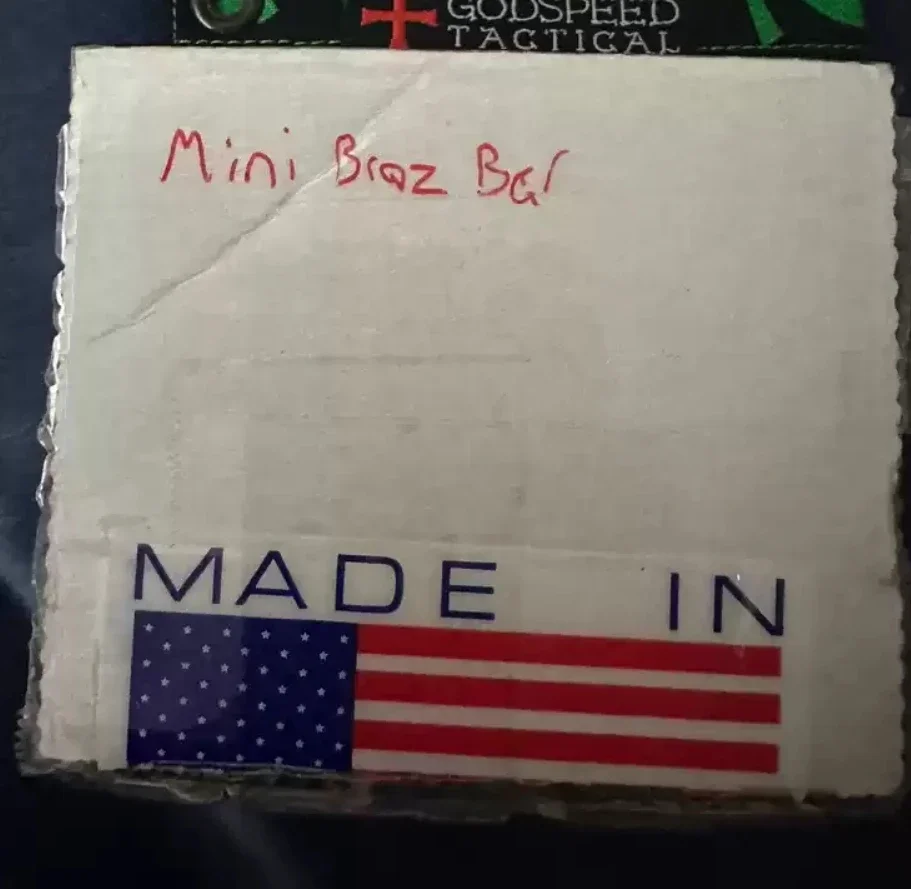 GODSPEED
TACTICAL
Mini Braz Bar
MADE IN